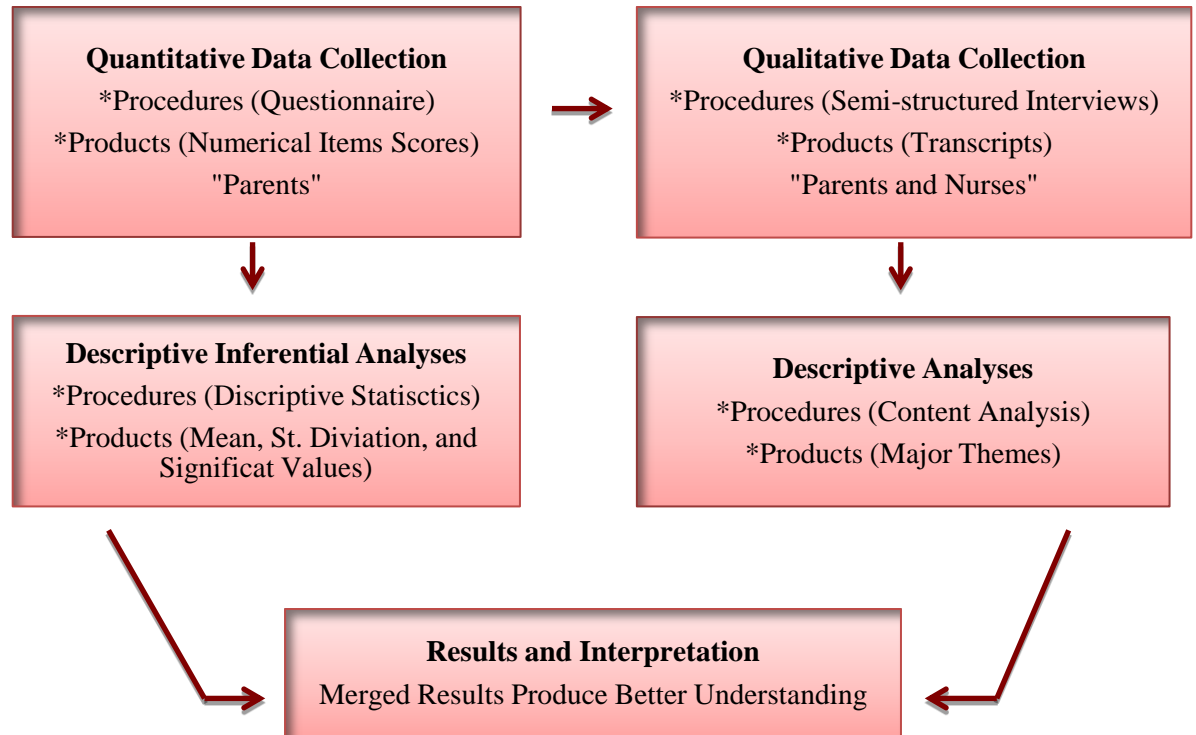 Quantitative Data Collection
*Procedures (Questionnaire)
*Products (Numerical Items Scores)
"Parents"
Qualitative Data Collection
*Procedures (Semi-structured Interviews)
*Products (Transcripts)
"Parents and Nurses"
Descriptive Inferential Analyses
*Procedures (Discriptive Statisctics)
*Products (Mean, St. Diviation, and
Significat Values)
Descriptive Analyses
*Procedures (Content Analysis)
*Products (Major Themes)
Results and Interpretation
Merged Results Produce Better Understanding